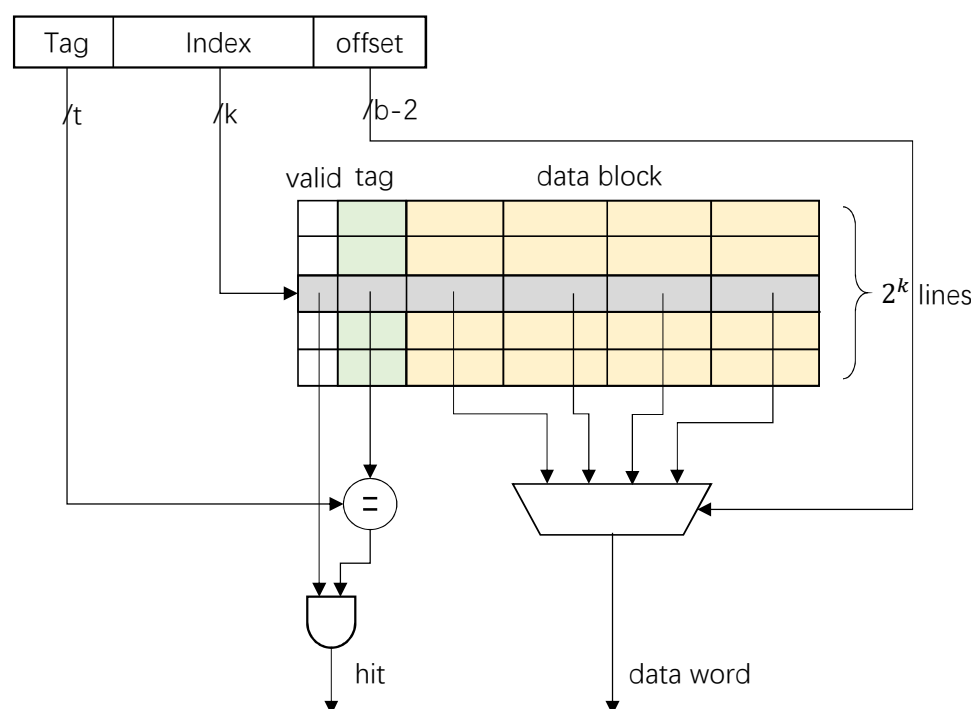 Tag Index offset
/t /k /b-2
valid tag data block
2^k lines
=
hit data word